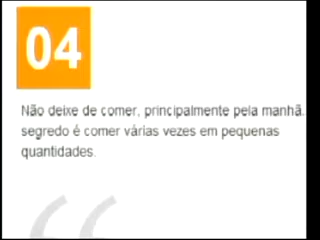 04
Não deixe de comer, principalmente pela manhã.
segredo é comer várias vezes em pequenas
quantidades.
“